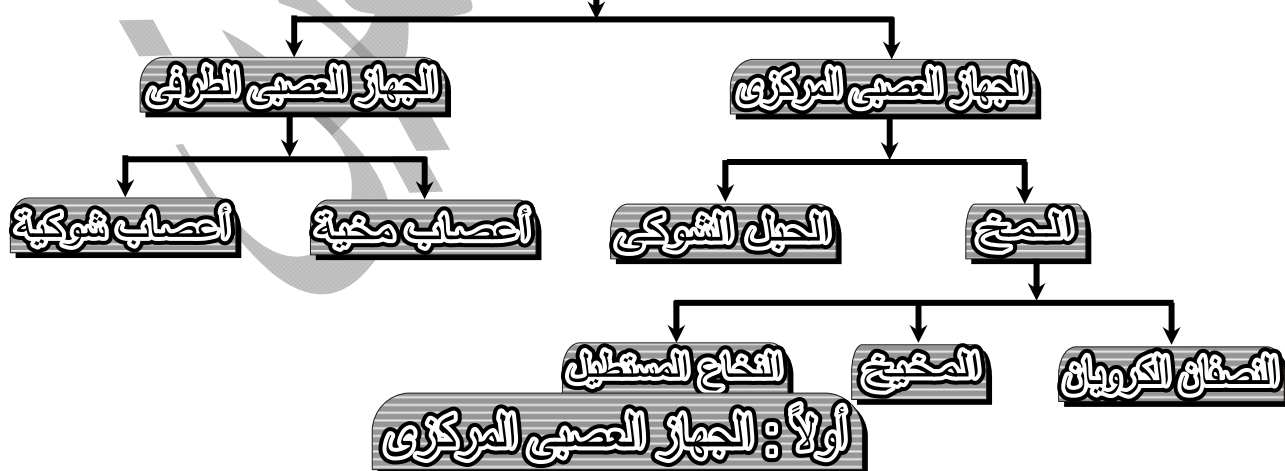 الجهاز العصبى المركزى
الجهاز العصبى الطرفى
المخ
الحبل الشوكى
أعصاب مخية
أعصاب شوكية
النصفان الكرويان
المخيخ
النخاع المستطيل
أولاً : الجهاز العصبى المركزى